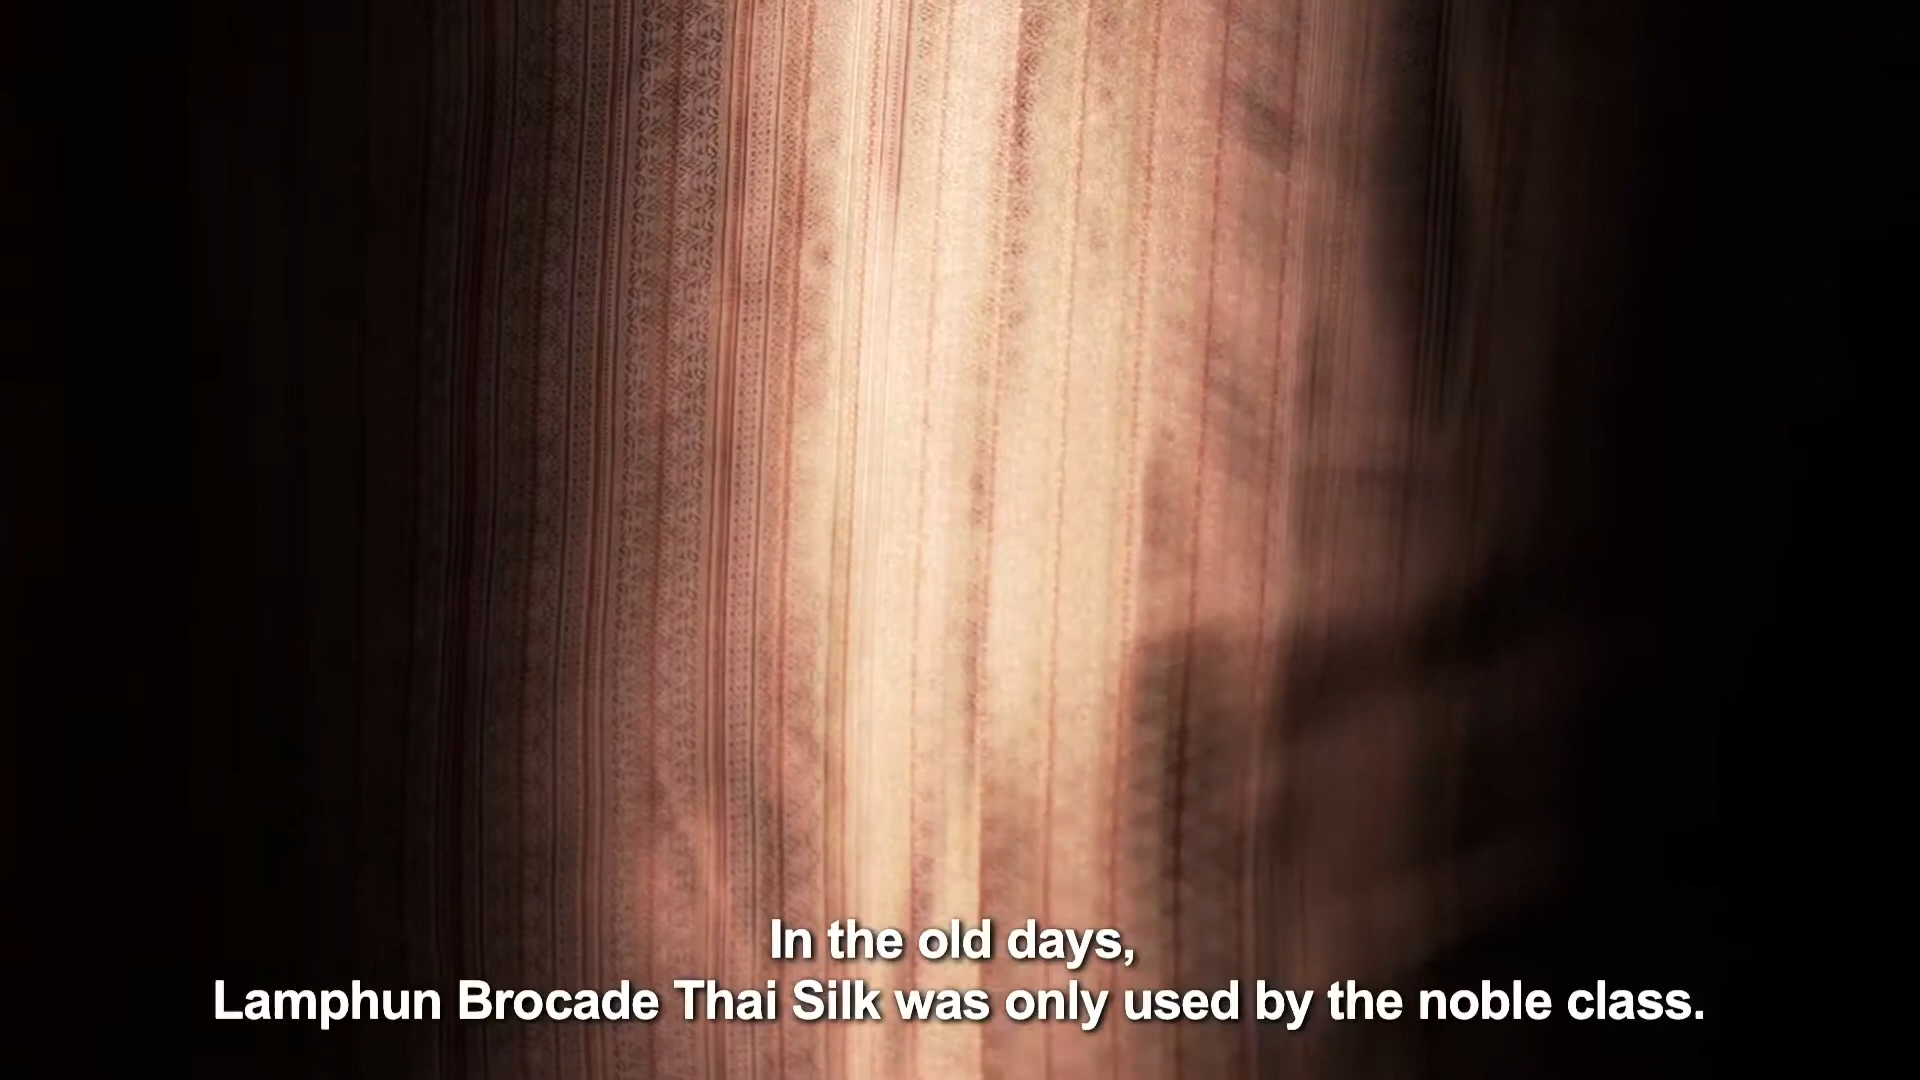 In the old days,
Lamphun Brocade Thai Silk was only used by the noble class.